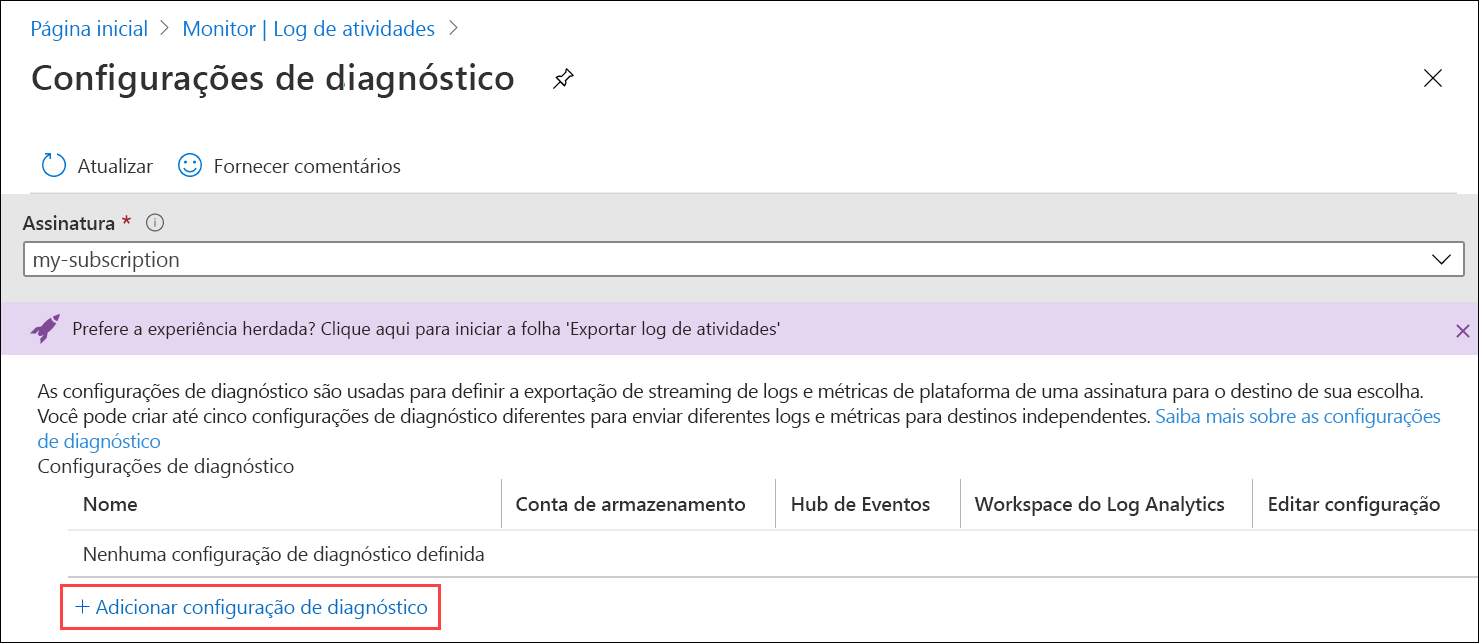 Página inicial > Monitor | Log de atividades >
Configurações de diagnóstico
Atualizar Fornecer comentários
Assinatura *
my-subscription
Prefere a experiência herdada? Clique aqui para iniciar a folha 'Exportar log de atividades'
As configurações de diagnóstico são usadas para definir a exportação de streaming de logs e métricas de plataforma de uma assinatura para o destino de sua escolha.
Você pode criar até cinco configurações de diagnóstico diferentes para enviar diferentes logs e métricas para destinos independentes. Saiba mais sobre as configurações
de diagnóstico
Configurações de diagnóstico
Nome Conta de armazenamento Hub de Eventos Workspace do Log Analytics Editar configuração
Nenhuma configuração de diagnóstico definida
+ Adicionar configuração de diagnóstico